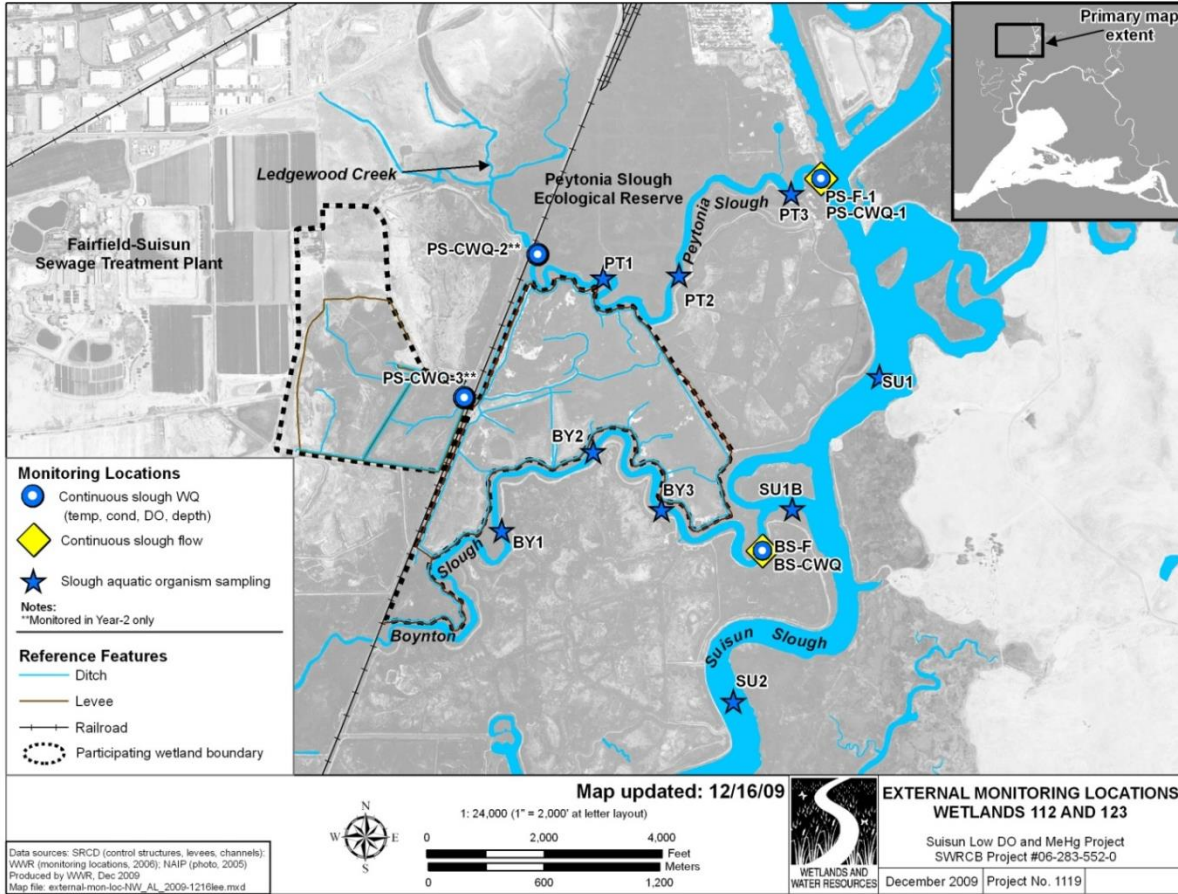 Primary map
extent
Ledgewood Creek
Peytonia Slough
Ecological Reserve
Fairfield-Suisun
Sewage Treatment Plant
PS-CWQ-2**
PT1
PT2
Peytonia
Slough
PT3
PS-F-1
PS-CWQ-1
PS-CWQ-3**
SU1
BY2
BY3
SU1B
BY1
BS-F
BS-CWQ
Slough
Boynton
Suisun Slough
SU2
Monitoring Locations
Continuous slough WQ
(temp, cond, DO, depth)
Continuous slough flow
Slough aquatic organism sampling
Notes:
**Monitored in Year-2 only
Reference Features
Ditch
Levee
Railroad
Participating wetland boundary
Data sources: SRCD (control structures, levees, channels);
WWR (monitoring locations, 2006); NAIP (photo, 2005)
Produced by WWR, Dec 2009
Map file: external-mon-loc-NW_AL_2009-1216lee.mxd
N
W
E
S
Map updated: 12/16/09
1: 24,000 (1" = 2,000' at letter layout)
0 2,000 4,000
Feet
Meters
0 600 1,200
WETLANDS AND
WATER RESOURCES
EXTERNAL MONITORING LOCATIONS
WETLANDS 112 AND 123
Suisun Low DO and MeHg Project
SWRCB Project #06-283-552-0
December 2009
Project No. 1119